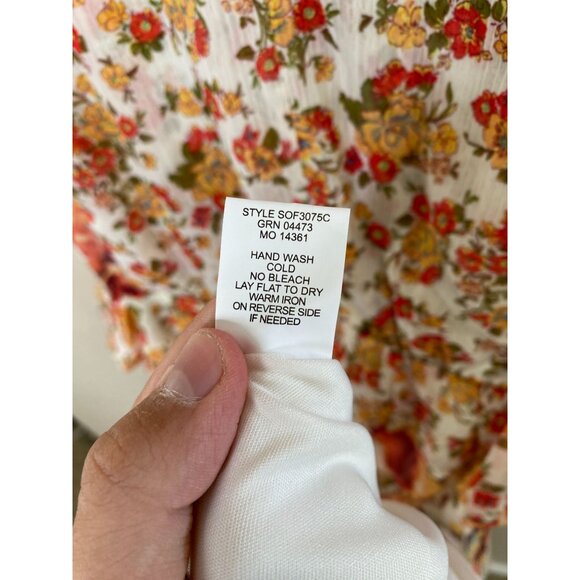 STYLE SOF3075C
GRN 04473
MO 14361
HAND WASH
COLD
NO BLEACH
LAY FLAT TO DRY
WARM IRON
ON REVERSE SIDE
IF NEEDED